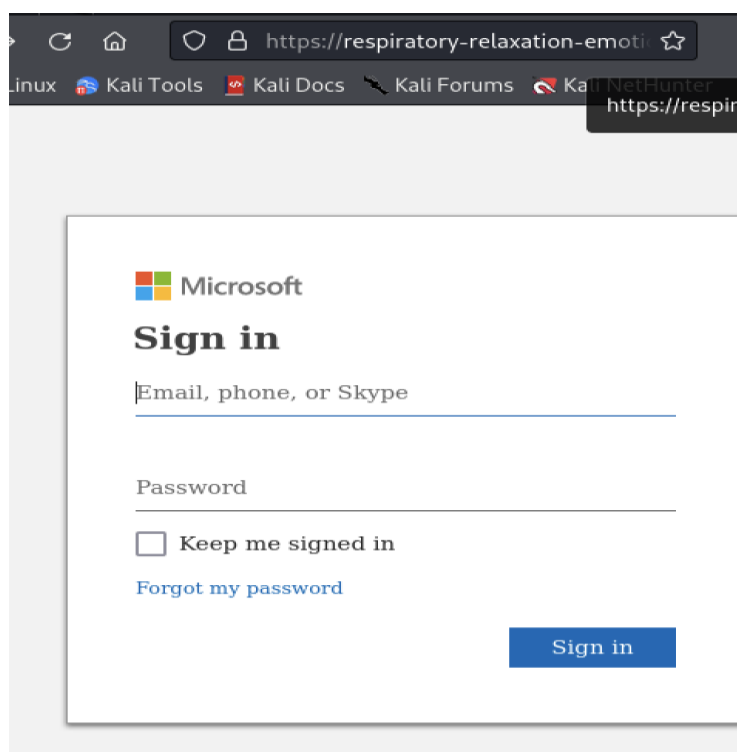 https://respiratory-relaxation-emoti
Linux Kali Tools Kali Docs Kali Forums Kali NetHunter
https://respir
Microsoft
Sign in
Email, phone, or Skype
Password
Keep me signed in
Forgot my password
Sign in